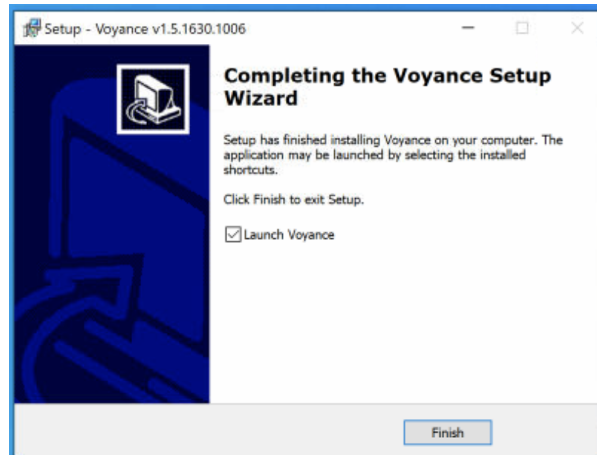 Setup - Voyance v1.5.1630.1006
Completing the Voyance Setup
Wizard
Setup has finished installing Voyance on your computer. The
application may be launched by selecting the installed
shortcuts.
Click Finish to exit Setup.
Launch Voyance
Finish